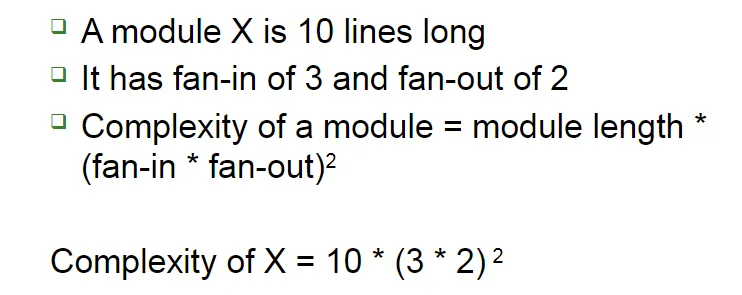 A module X is 10 lines long
It has fan-in of 3 and fan-out of 2
Complexity of a module = module length *
(fan-in * fan-out)²
Complexity of X = 10 * (3 * 2) ²